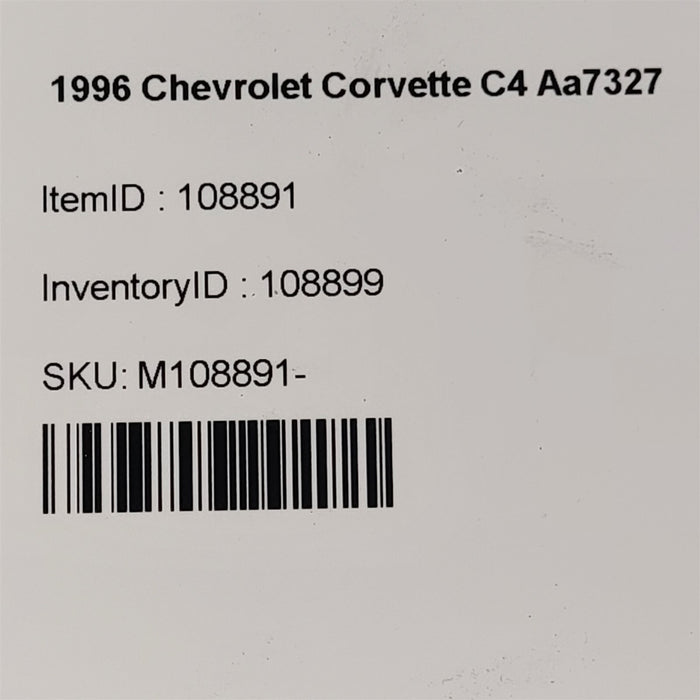 1996 Chevrolet Corvette C4 Aa7327
ItemID : 108891
InventoryID : 108899
SKU: M108891-